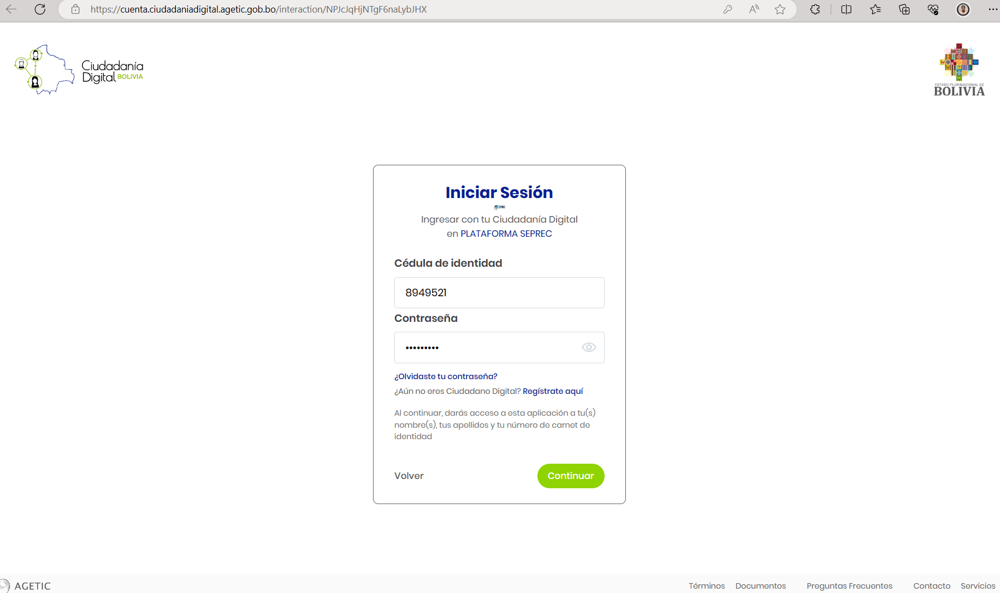 https://cuenta.ciudadaniadigital.agetic.gob.bo/interaction/NPJcJqHjNTgF6naLybJHX
Ciudadanía
Digital BOLIVIA
ESTADO PLURINACIONAL DE
BOLIVIA
Iniciar Sesión
SEPREC
Ingresar con tu Ciudadanía Digital
en PLATAFORMA SEPREC
Cédula de identidad
8949521
Contraseña
•••••••••
¿Olvidaste tu contraseña?
¿Aún no eres Ciudadano Digital? Regístrate aquí
Al continuar, darás acceso a esta aplicación a tu(s)
nombre(s), tus apellidos y tu número de carnet de
identidad
Volver
Continuar
AGETIC
Términos
Documentos
Preguntas Frecuentes
Contacto
Servicios